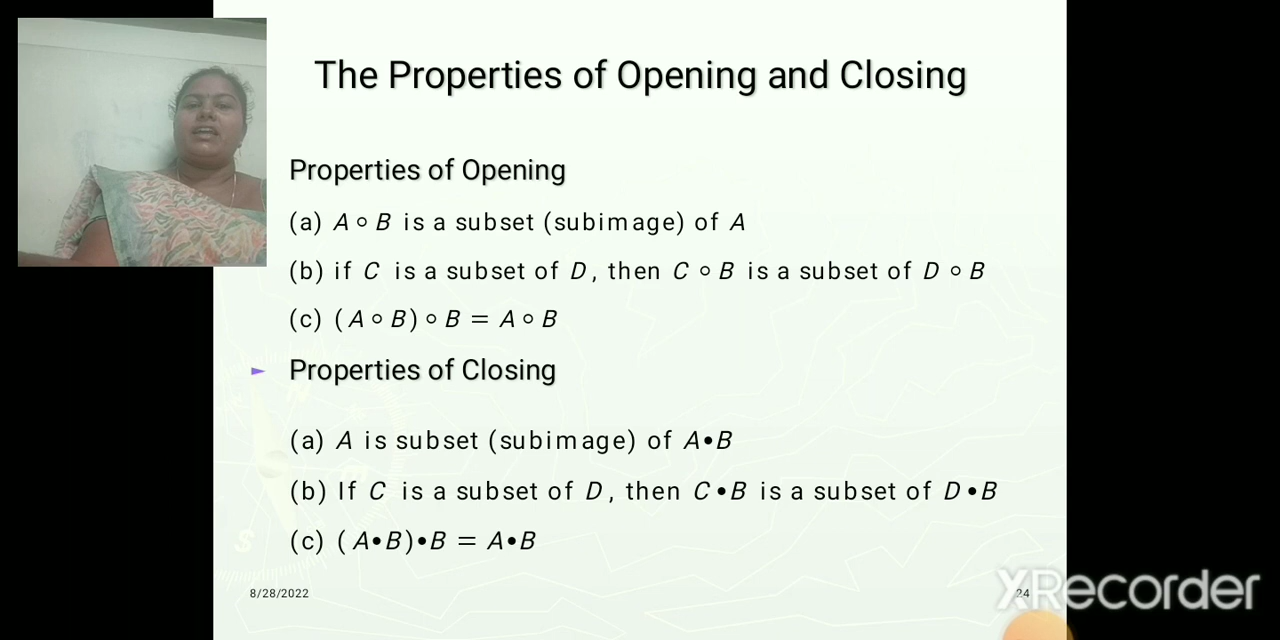 The Properties of Opening and Closing
Properties of Opening
(a) A ∘ B is a subset (subimage) of A
(b) if C is a subset of D, then C ∘ B is a subset of D ∘ B
(c) (A ∘ B) ∘ B = A ∘ B
► Properties of Closing
(a) A is subset (subimage) of A•B
(b) If C is a subset of D, then C•B is a subset of D•B
(c) (A•B)•B = A•B
8/28/2022
24
XRecorder